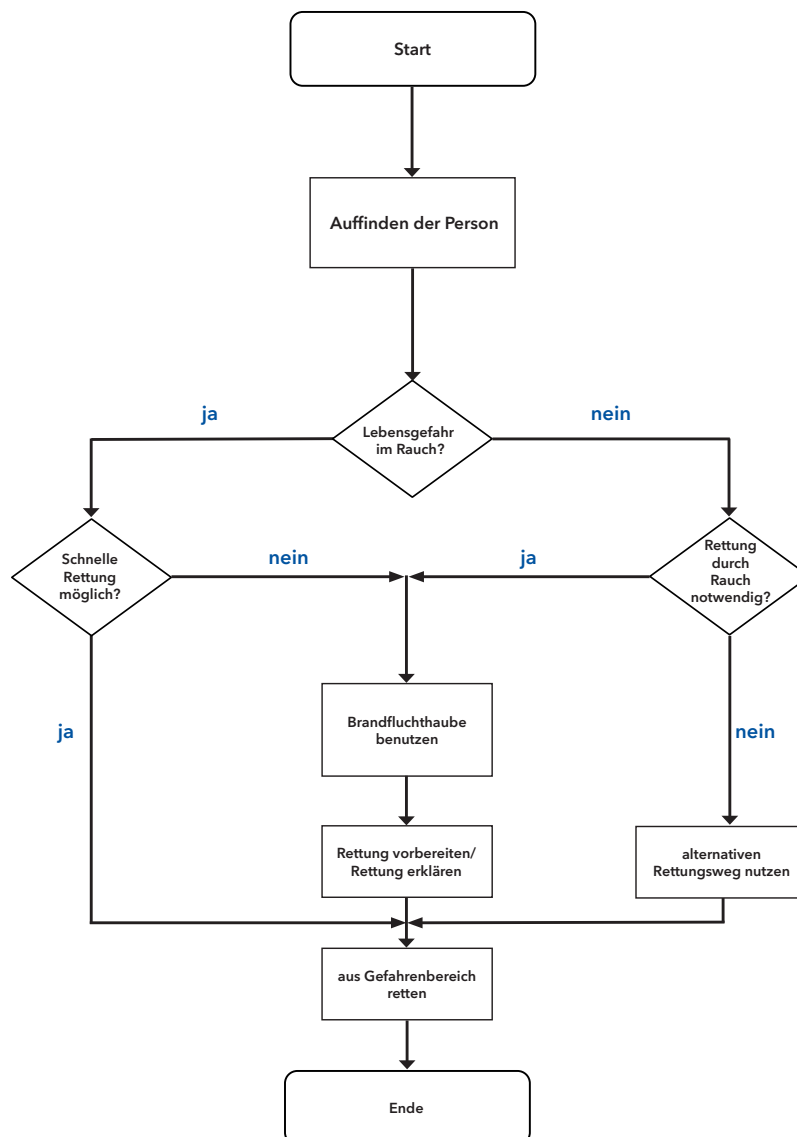 Start
Auffinden der Person
ja
nein
Lebensgefahr
im Rauch?
Schnelle
Rettung
möglich?
nein
ja
Rettung
durch
Rauch
notwendig?
ja
Brandfluchthaube
benutzen
nein
Rettung vorbereiten/
Rettung erklären
alternativen
Rettungsweg nutzen
aus Gefahrenbereich
retten
Ende